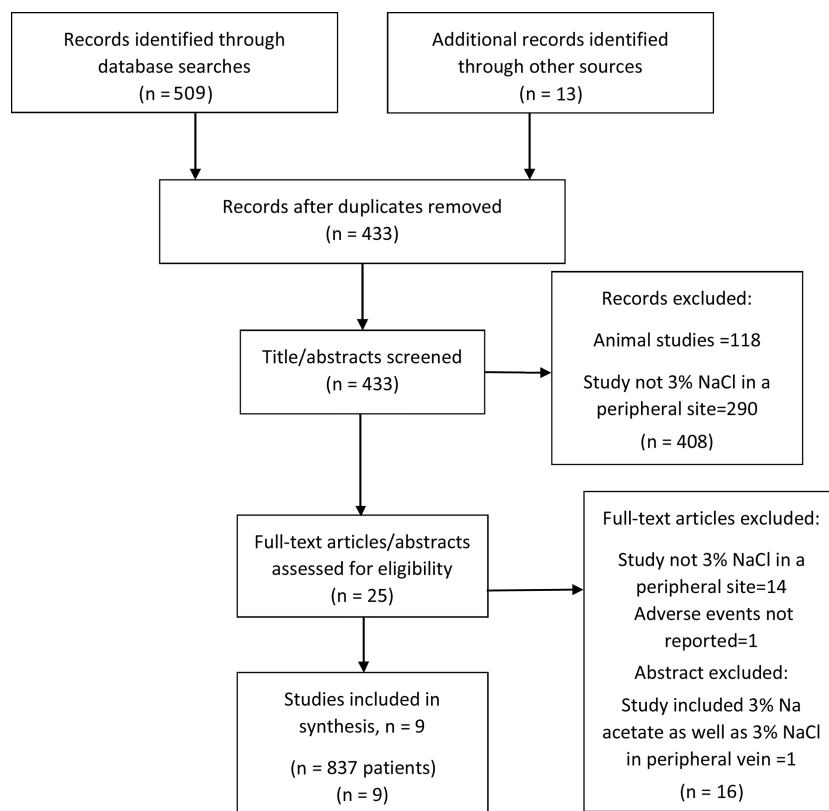 Records identified through
database searches
(n = 509)
Additional records identified
through other sources
(n = 13)
Records after duplicates removed
(n = 433)
Title/abstracts screened
(n = 433)
Records excluded:
Animal studies =118
Study not 3% NaCl in a
peripheral site=290
(n = 408)
Full-text articles/abstracts
assessed for eligibility
(n = 25)
Full-text articles excluded:
Study not 3% NaCl in a
peripheral site=14
Adverse events not
reported=1
Abstract excluded:
Study included 3% Na
acetate as well as 3% NaCl
in peripheral vein =1
(n = 16)
Studies included in
synthesis, n = 9
(n = 837 patients)
(n = 9)